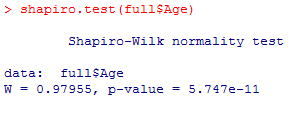 > shapiro.test(full$Age)
Shapiro-Wilk normality test
data:  full$Age
W = 0.97955, p-value = 5.747e-11